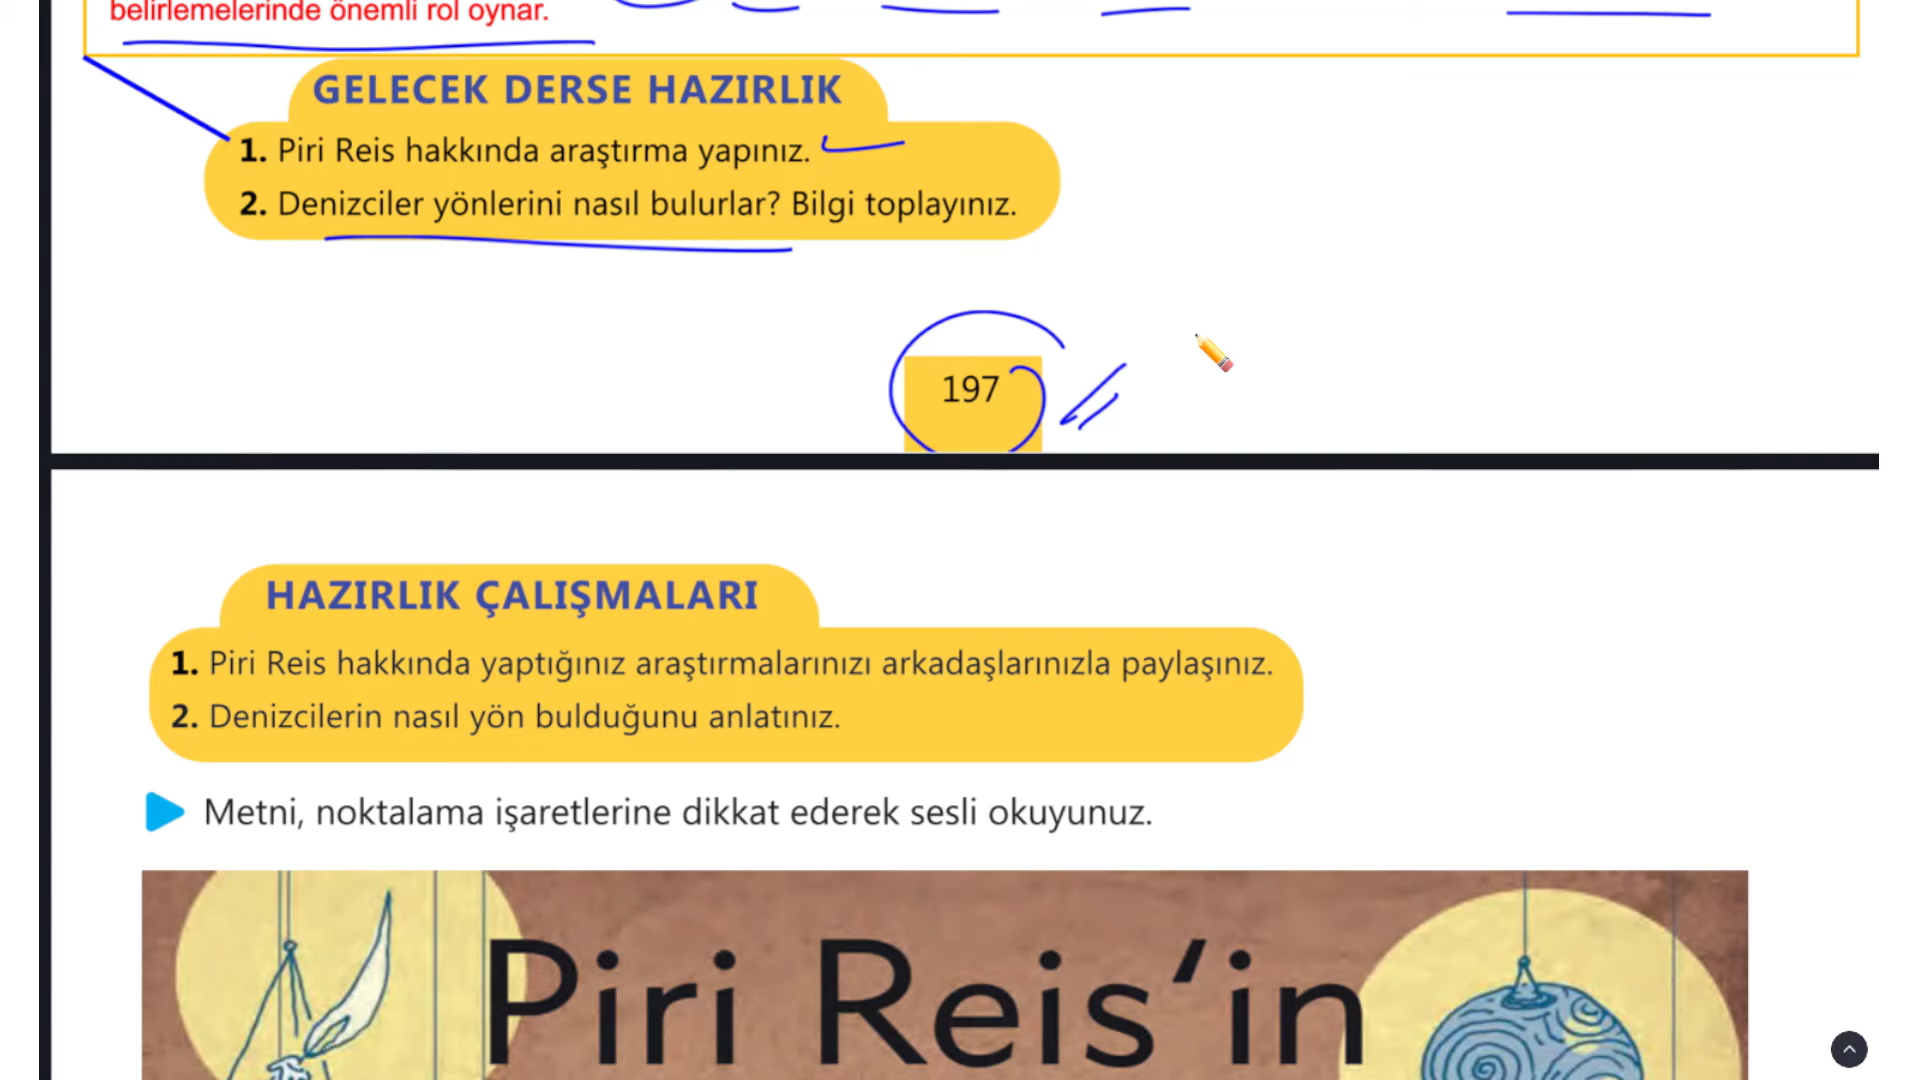 belirlemelerinde önemli rol oynar.
GELECEK DERSE HAZIRLIK
1. Piri Reis hakkında araştırma yapınız.
2. Denizciler yönlerini nasıl bulurlar? Bilgi toplayınız.
197
HAZIRLIK ÇALIŞMALARI
1. Piri Reis hakkında yaptığınız araştırmalarınızı arkadaşlarınızla paylaşınız.
2. Denizcilerin nasıl yön bulduğunu anlatınız.
Metni, noktalama işaretlerine dikkat ederek sesli okuyunuz.
Piri Reis'in